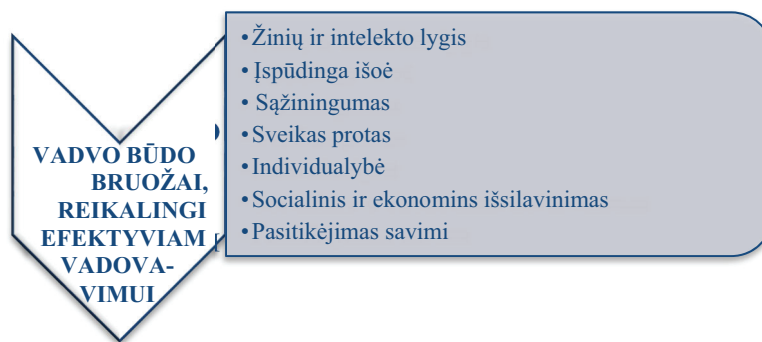 VADVO BŪDO
BRUOŽAI,
REIKALINGI
EFEKTYVIAM
VADOVA-
VIMUI
•Žinių ir intelekto lygis
•Įspūdinga išoė
• Sąžiningumas
•Sveikas protas
•Individualybė
•Socialinis ir ekonomins išsilavinimas
•Pasitikėjimas savimi